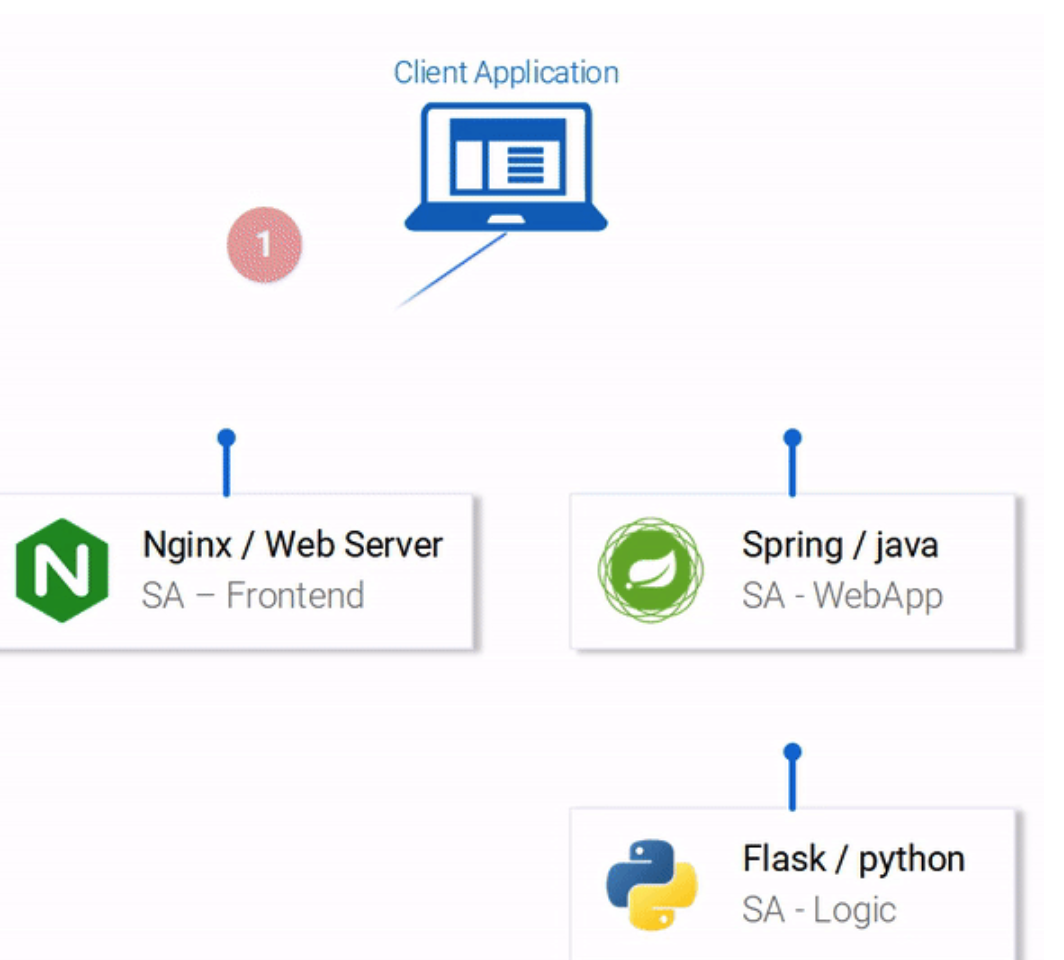 Client Application
1
Nginx / Web Server
SA – Frontend
Spring / java
SA - WebApp
Flask / python
SA - Logic